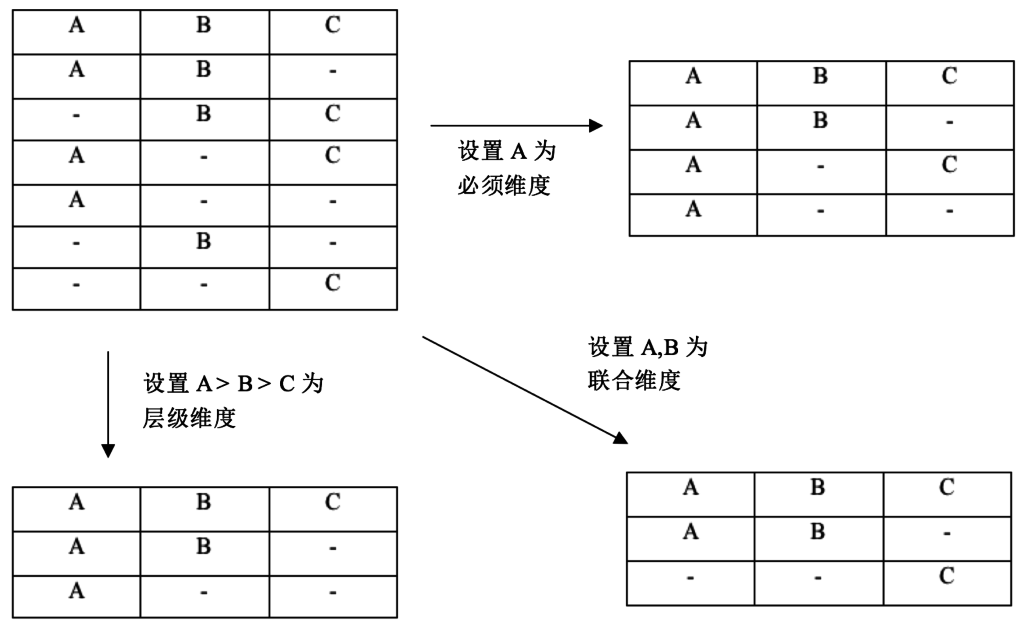 A B C
A B -
- B C
A - C
A - -
- B -
- - C
设置 A 为
必须维度
A B C
A B -
A - C
A - -
设置 A > B > C 为
层级维度
设置 A,B 为
联合维度
A B C
A B -
A - -
A B C
A B -
- - C